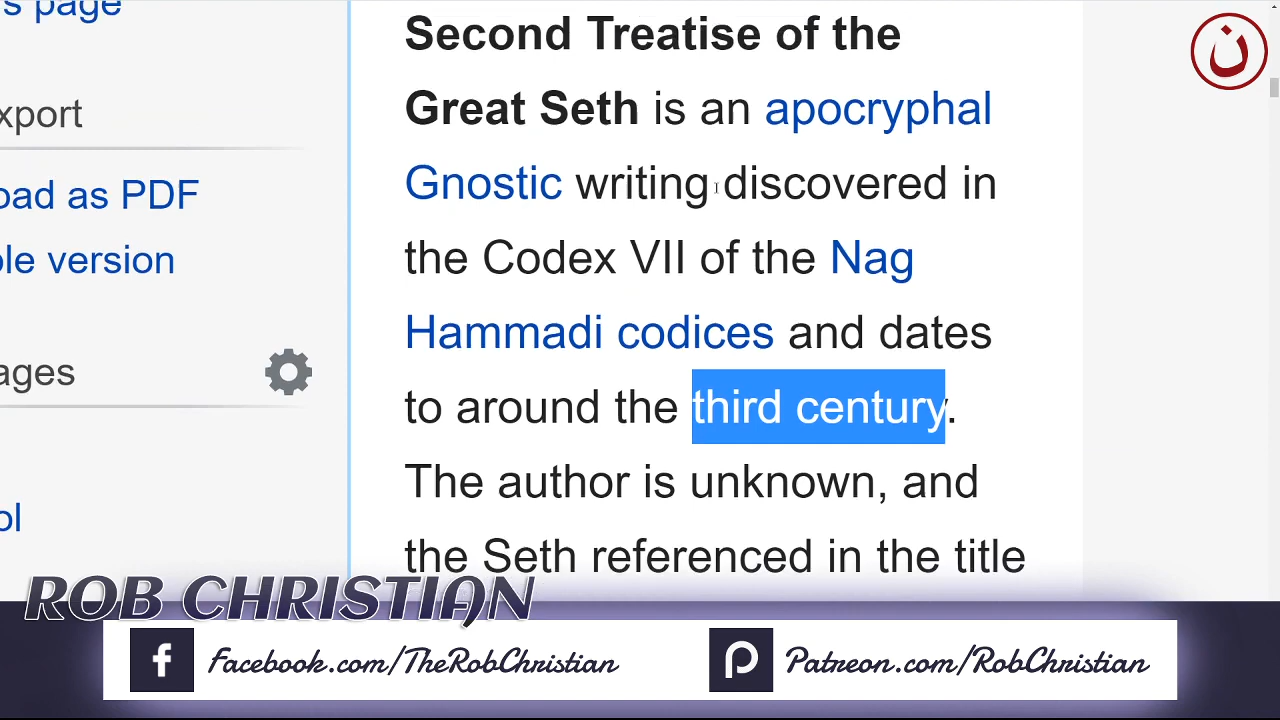 's page
xport
oad as PDF
ole version
ages
ol
Second Treatise of the
Great Seth is an apocryphal
Gnostic writing discovered in
the Codex VII of the Nag
Hammadi codices and dates
to around the third century.
The author is unknown, and
the Seth referenced in the title
ن
ROB CHRISTIAN
Facebook.com/TheRobChristian
Patreon.com/RobChristian